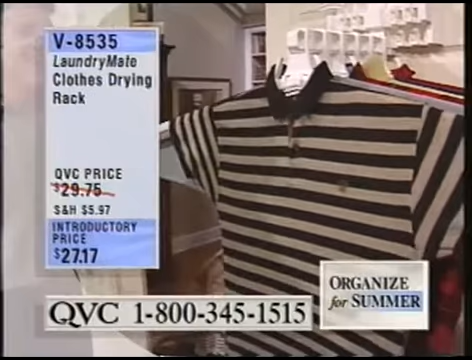 V-8535
LaundryMate
Clothes Drying
Rack
QVC PRICE
$29.75
S&H $5.97
INTRODUCTORY
PRICE
$27.17
QVC 1-800-345-1515
ORGANIZE
for SUMMER